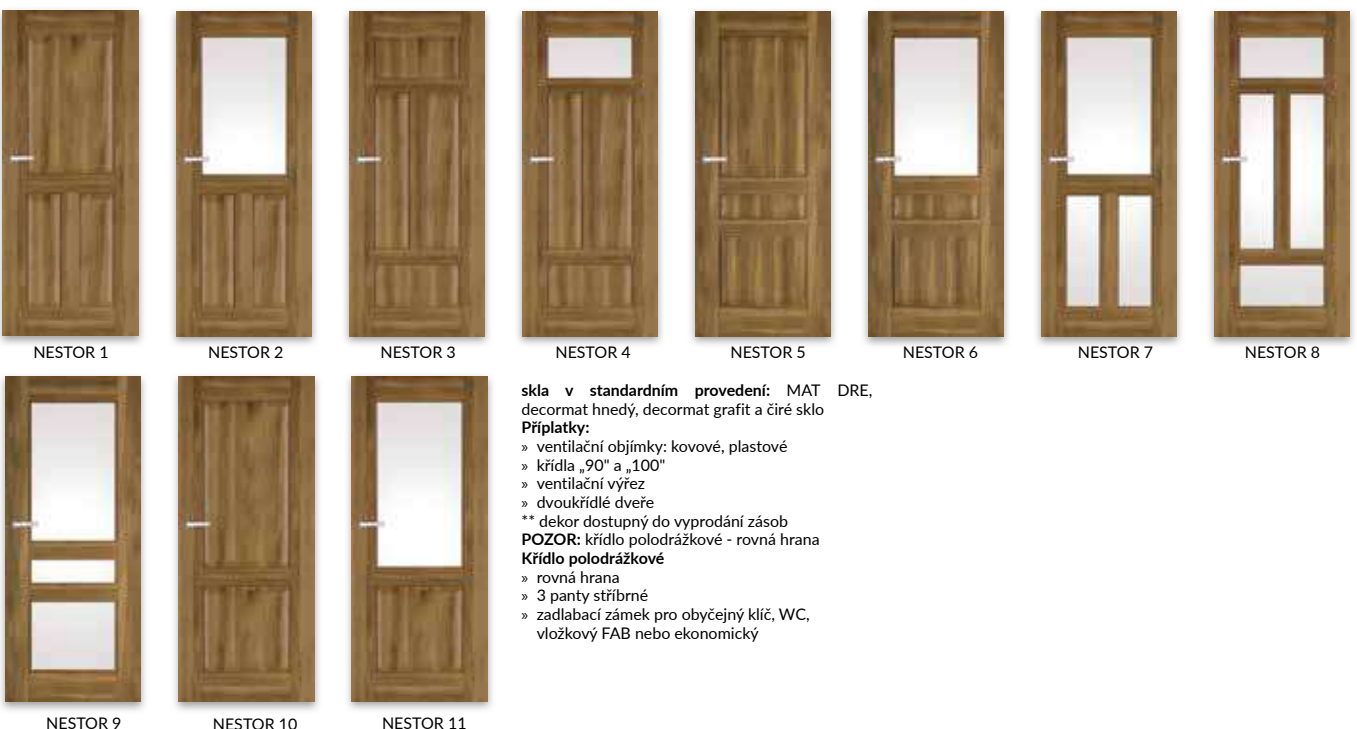 NESTOR 1
NESTOR 2
NESTOR 3
NESTOR 4
NESTOR 5
NESTOR 6
NESTOR 7
NESTOR 8
skla v standardním provedení: MAT DRE,
decormat hnedý, decormat grafit a čiré sklo
Příplatky:
» ventilační objímky: kovové, plastové
» křídla „90" a „100"
» ventilační výřez
» dvoukřídlé dveře
** dekor dostupný do vyprodání zásob
POZOR: křídlo polodrážkové - rovná hrana
Křídlo polodrážkové
» rovná hrana
» 3 panty stříbrné
» zadlabací zámek pro obyčejný klíč, WC,
vložkový FAB nebo ekonomický
NESTOR 9
NESTOR 10
NESTOR 11